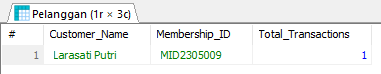 Pelanggan (1r × 3c)
# Customer_Name Membership_ID Total_Transactions
1 Larasati Putri MID2305009 1